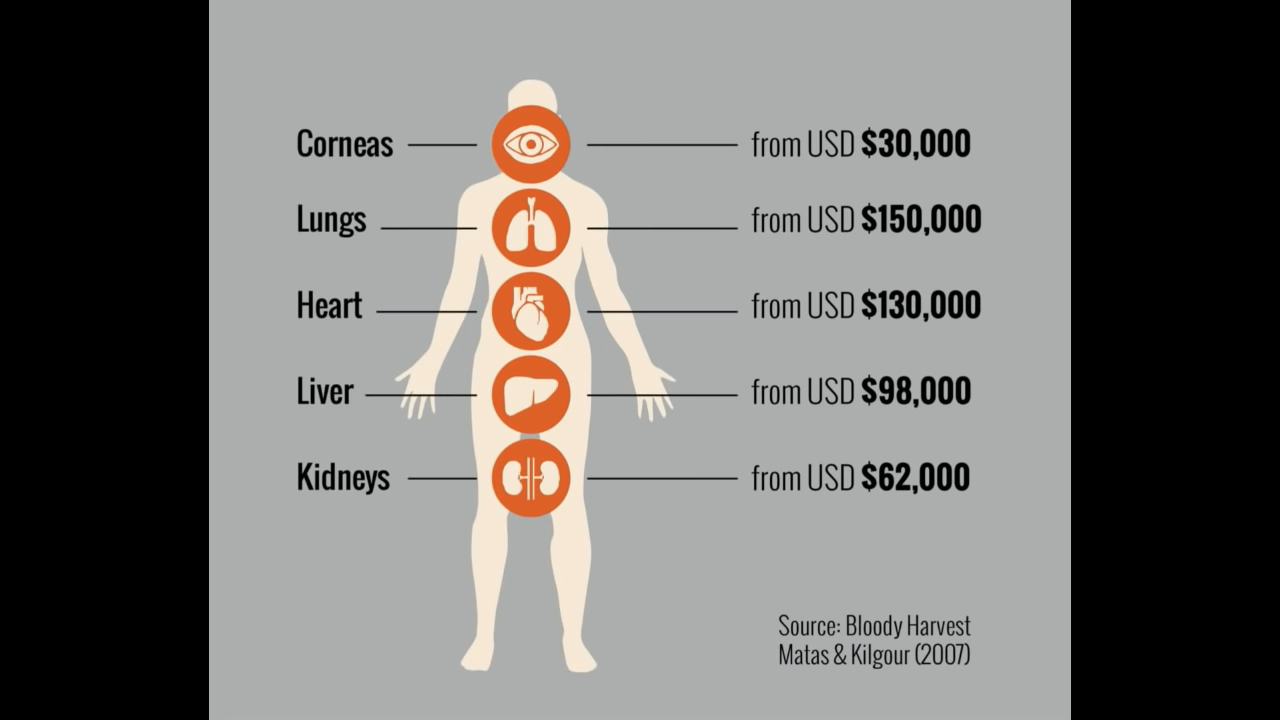 Corneas from USD $30,000
Lungs from USD $150,000
Heart from USD $130,000
Liver from USD $98,000
Kidneys from USD $62,000
Source: Bloody Harvest
Matas & Kilgour (2007)